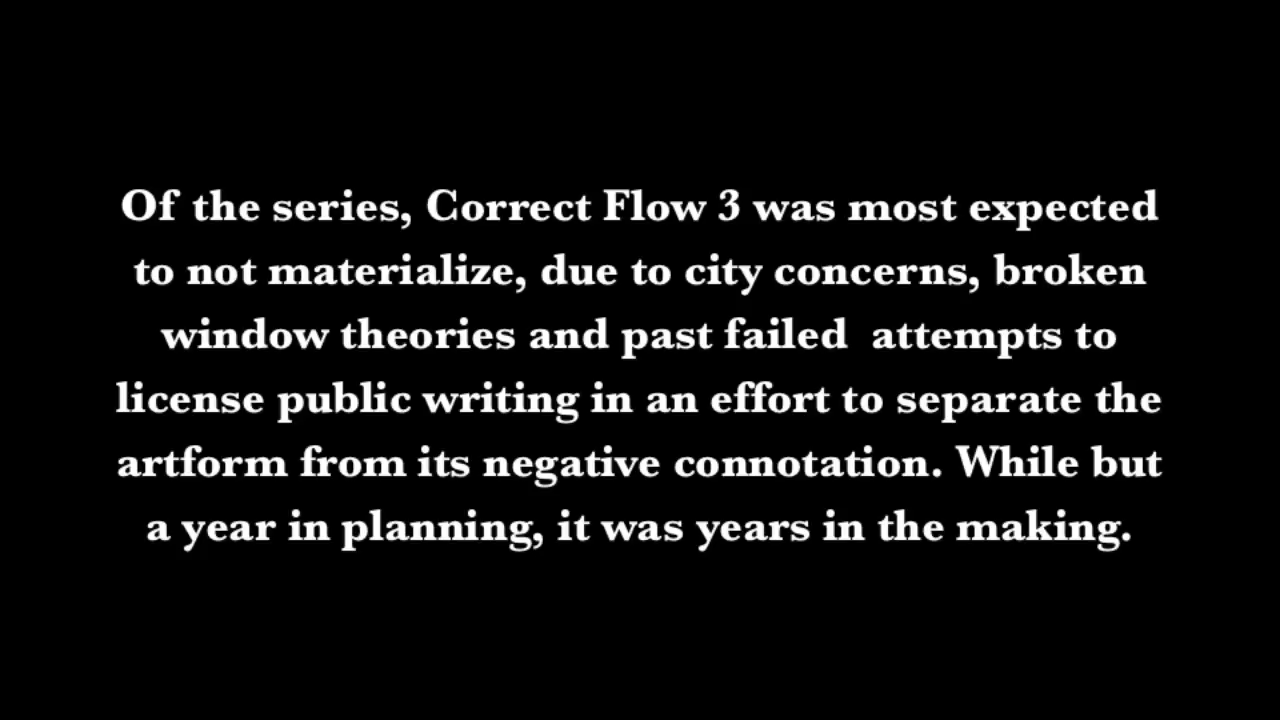 Of the series, Correct Flow 3 was most expected
to not materialize, due to city concerns, broken
window theories and past failed  attempts to
license public writing in an effort to separate the
artform from its negative connotation. While but
a year in planning, it was years in the making.